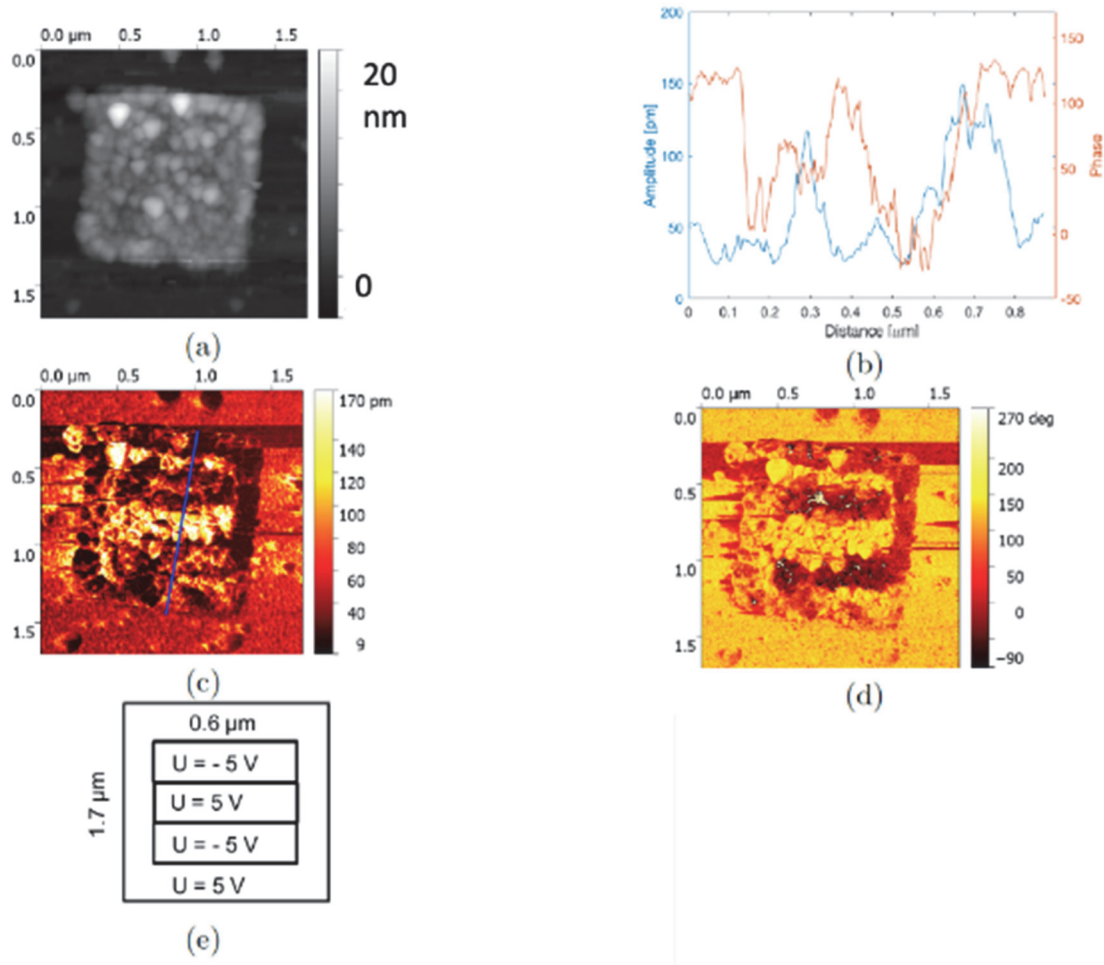 0.0 µm 0.5 1.0 1.5
0.0
0.5
1.0
1.5
20
nm
0
(a)
200
150
100
50
0
Amplitude [pm]
150
100
50
0
-50
Phase
0 0.1 0.2 0.3 0.4 0.5 0.6 0.7 0.8
Distance [µm]
(b)
0.0 µm 0.5 1.0 1.5
0.0
0.5
1.0
1.5
170 pm
140
120
100
80
60
40
9
(c)
0.0 µm 0.5 1.0 1.5
0.0
0.5
1.0
1.5
270 deg
200
150
100
50
0
−90
(d)
0.6 µm
1.7 µm
U = - 5 V
U = 5 V
U = - 5 V
U = 5 V
(e)